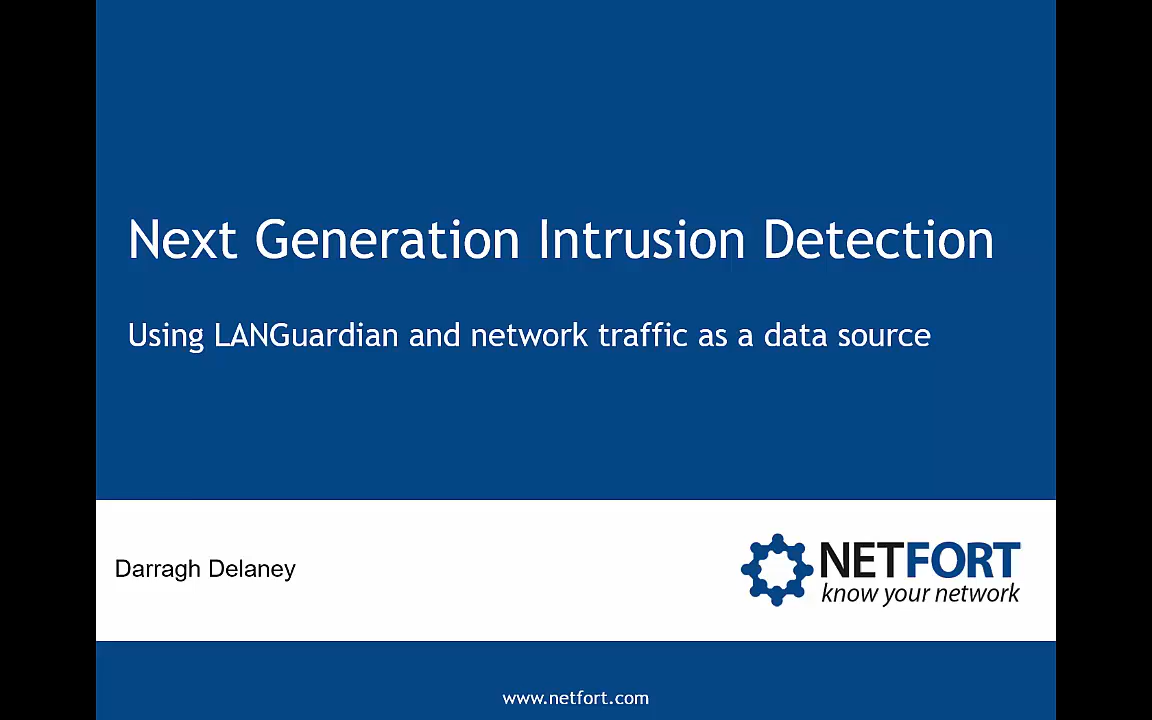 Next Generation Intrusion Detection
Using LANGuardian and network traffic as a data source
Darragh Delaney
NETFORT
know your network
www.netfort.com